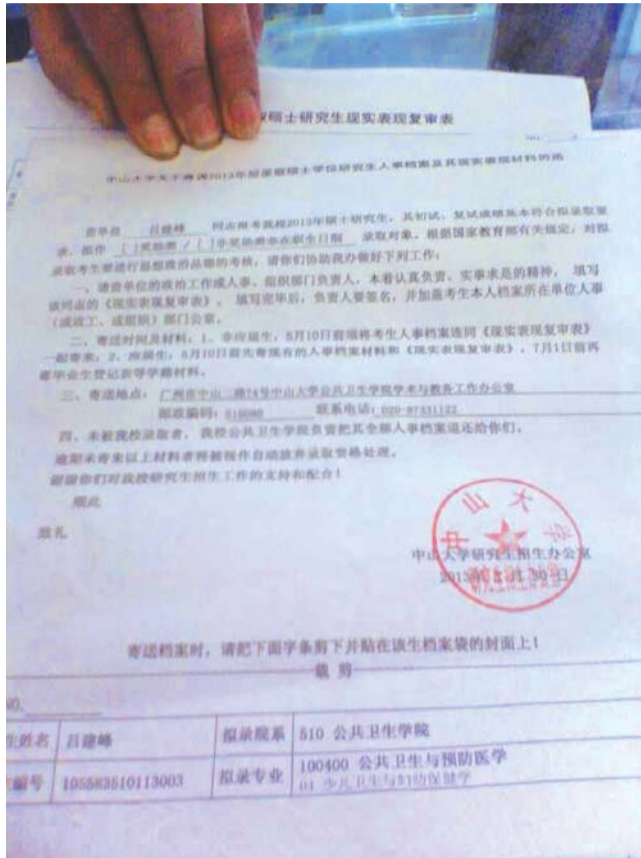 硕士研究生现实表现复审表
中山大学关于商调2013年拟录取硕士学位研究生人事档案及其现实表现材料的函
贵单位 吕建峰 同志报考我校2013年硕士研究生,其初试、复试成绩基本符合拟录取要
求,拟作 [ ]奖助类 / [ ]非奖助类非在职生日制 录取对象。根据国家教育部有关规定,对拟
录取考生要进行思想政治品德的考核,请你们协助我办做好下列工作:
一、请贵单位的政治工作或人事、组织部门负责人,本着认真负责、实事求是的精神,填写
该同志的《现实表现复审表》。填写完毕后,负责人要签名,并加盖考生本人档案所在单位人事
(或政工、或组织)部门公章。
二、寄送时间及材料:1、非应届生:5月10日前须将考生人事档案连同《现实表现复审表》
一起寄来;2、应届生:5月10日前先寄现有的人事档案材料和《现实表现复审表》,7月1日前再
寄毕业生登记表等学籍材料。
三、寄送地点: 广州市中山二路74号中山大学公共卫生学院学术与教务工作办公室
邮政编码: 510080 联系电话: 020-87331122
四、未被我校录取者,我校公共卫生学院负责把其全部人事档案退还给你们。
逾期未寄来以上材料者将被视作自动放弃录取资格处理。
谢谢你们对我校研究生招生工作的支持和配合!
顺此
致礼
中山大学
中山大学研究生招生办公室
2013年 月30日
寄送档案时,请把下面字条剪下并贴在该生档案袋的封面上!
裁 剪
NO.
生姓名 吕建峰 拟录院系 510 公共卫生学院
编号 105583510113003 拟录专业 100400 公共卫生与预防医学
01 少儿卫生与妇幼保健学